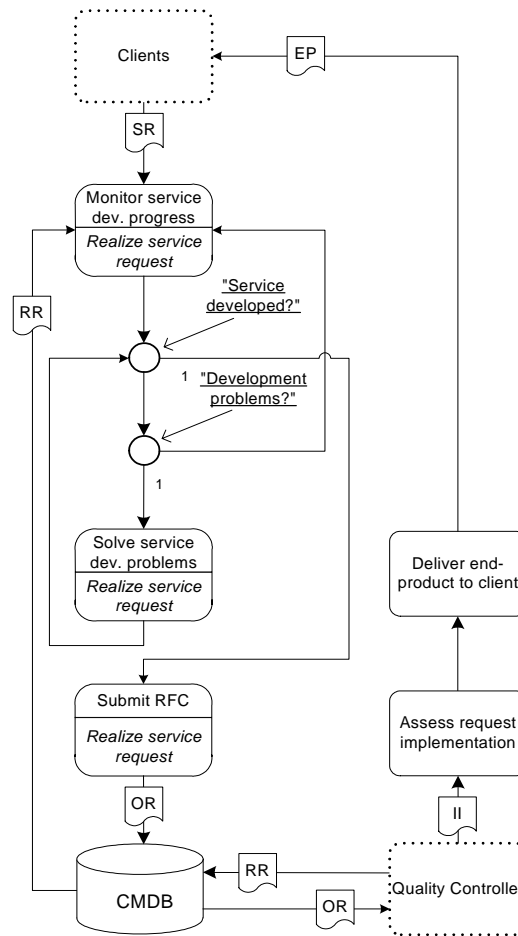 Clients
EP
SR
Monitor service
dev. progress
Realize service
request
RR
"Service
developed?"
1
"Development
problems?"
1
Solve service
dev. problems
Realize service
request
Deliver end-
product to client
Submit RFC
Realize service
request
Assess request
implementation
OR
II
CMDB
RR
OR
Quality Controlle